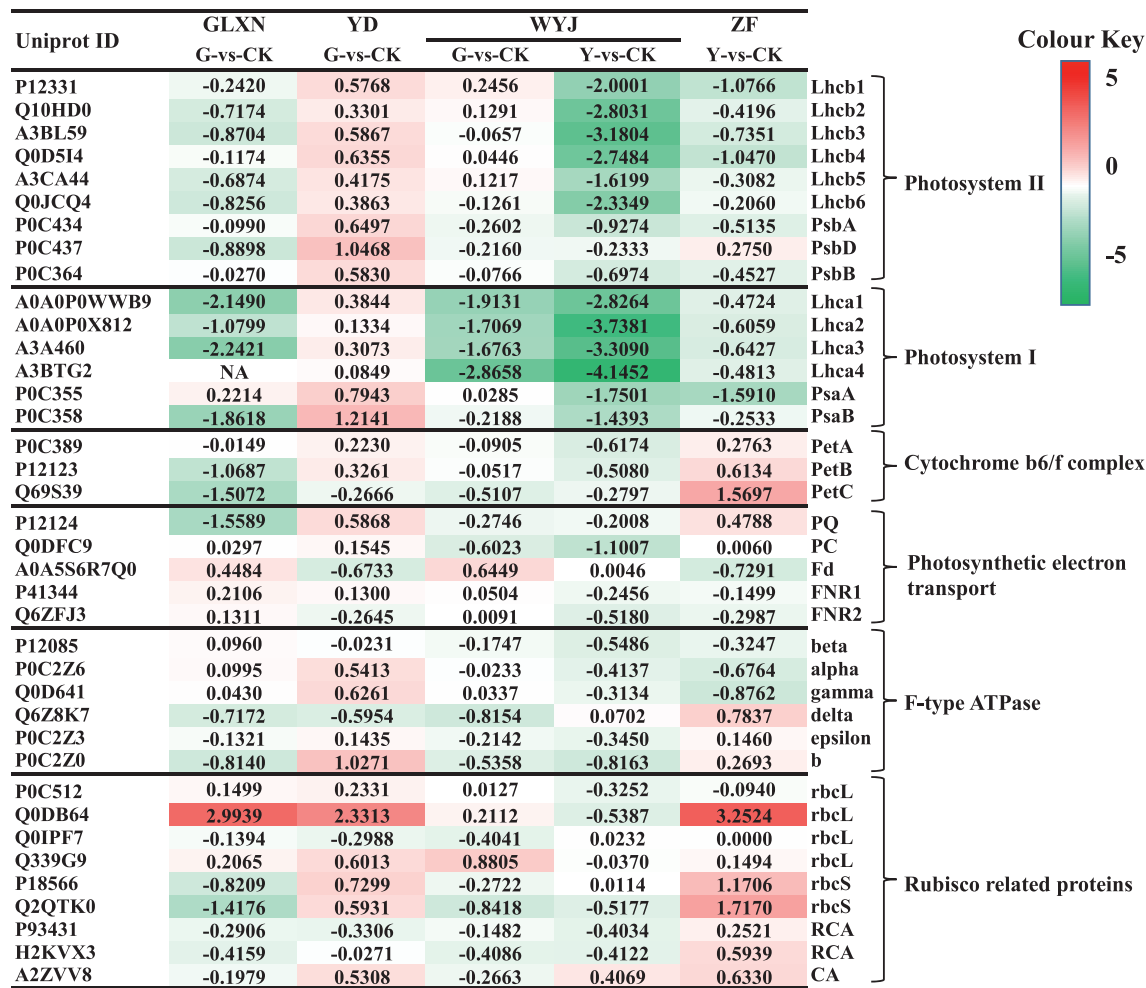 GLXN YD WYJ ZF
Uniprot ID
G-vs-CK G-vs-CK G-vs-CK Y-vs-CK Y-vs-CK
Colour Key
5
0
-5
P12331 -0.2420 0.5768 0.2456 -2.0001 -1.0766 Lhcb1
Q10HD0 -0.7174 0.3301 0.1291 -2.8031 -0.4196 Lhcb2
A3BL59 -0.8704 0.5867 -0.0657 -3.1804 -0.7351 Lhcb3
Q0D5I4 -0.1174 0.6355 0.0446 -2.7484 -1.0470 Lhcb4
A3CA44 -0.6874 0.4175 0.1217 -1.6199 -0.3082 Lhcb5
Q0JCQ4 -0.8256 0.3863 -0.1261 -2.3349 -0.2060 Lhcb6
P0C434 -0.0990 0.6497 -0.2602 -0.9274 -0.5135 PsbA
P0C437 -0.8898 1.0468 -0.2160 -0.2333 0.2750 PsbD
P0C364 -0.0270 0.5830 -0.0766 -0.6974 -0.4527 PsbB
Photosystem II
A0A0P0WWB9 -2.1490 0.3844 -1.9131 -2.8264 -0.4724 Lhca1
A0A0P0X812 -1.0799 0.1334 -1.7069 -3.7381 -0.6059 Lhca2
A3A460 -2.2421 0.3073 -1.6763 -3.3090 -0.6427 Lhca3
A3BTG2 NA 0.0849 -2.8658 -4.1452 -0.4813 Lhca4
P0C355 0.2214 0.7943 0.0285 -1.7501 -1.5910 PsaA
P0C358 -1.8618 1.2141 -0.2188 -1.4393 -0.2533 PsaB
Photosystem I
P0C389 -0.0149 0.2230 -0.0905 -0.6174 0.2763 PetA
P12123 -1.0687 0.3261 -0.0517 -0.5080 0.6134 PetB
Q69S39 -1.5072 -0.2666 -0.5107 -0.2797 1.5697 PetC
Cytochrome b6/f complex
P12124 -1.5589 0.5868 -0.2746 -0.2008 0.4788 PQ
Q0DFC9 0.0297 0.1545 -0.6023 -1.1007 0.0060 PC
A0A5S6R7Q0 0.4484 -0.6733 0.6449 0.0046 -0.7291 Fd
P41344 0.2106 0.1300 0.0504 -0.2456 -0.1499 FNR1
Q6ZFJ3 0.1311 -0.2645 0.0091 -0.5180 -0.2987 FNR2
Photosynthetic electron
transport
P12085 0.0960 -0.0231 -0.1747 -0.5486 -0.3247 beta
P0C2Z6 0.0995 0.5413 -0.0233 -0.4137 -0.6764 alpha
Q0D641 0.0430 0.6261 0.0337 -0.3134 -0.8762 gamma
Q6Z8K7 -0.7172 -0.5954 -0.8154 0.0702 0.7837 delta
P0C2Z3 -0.1321 0.1435 -0.2142 -0.3450 0.1460 epsilon
P0C2Z0 -0.8140 1.0271 -0.5358 -0.8163 0.2693 b
F-type ATPase
P0C512 0.1499 0.2331 0.0127 -0.3252 -0.0940 rbcL
Q0DB64 2.9939 2.3313 0.2112 -0.5387 3.2524 rbcL
Q0IPF7 -0.1394 -0.2988 -0.4041 0.0232 0.0000 rbcL
Q339G9 0.2065 0.6013 0.8805 -0.0370 0.1494 rbcL
P18566 -0.8209 0.7299 -0.2722 0.0114 1.1706 rbcS
Q2QTK0 -1.4176 0.5931 -0.8418 -0.5177 1.7170 rbcS
P93431 -0.2906 -0.3306 -0.1482 -0.4034 0.2521 RCA
H2KVX3 -0.4159 -0.0271 -0.4086 -0.4122 0.5939 RCA
A2ZVV8 -0.1979 0.5308 -0.2663 0.4069 0.6330 CA
Rubisco related proteins